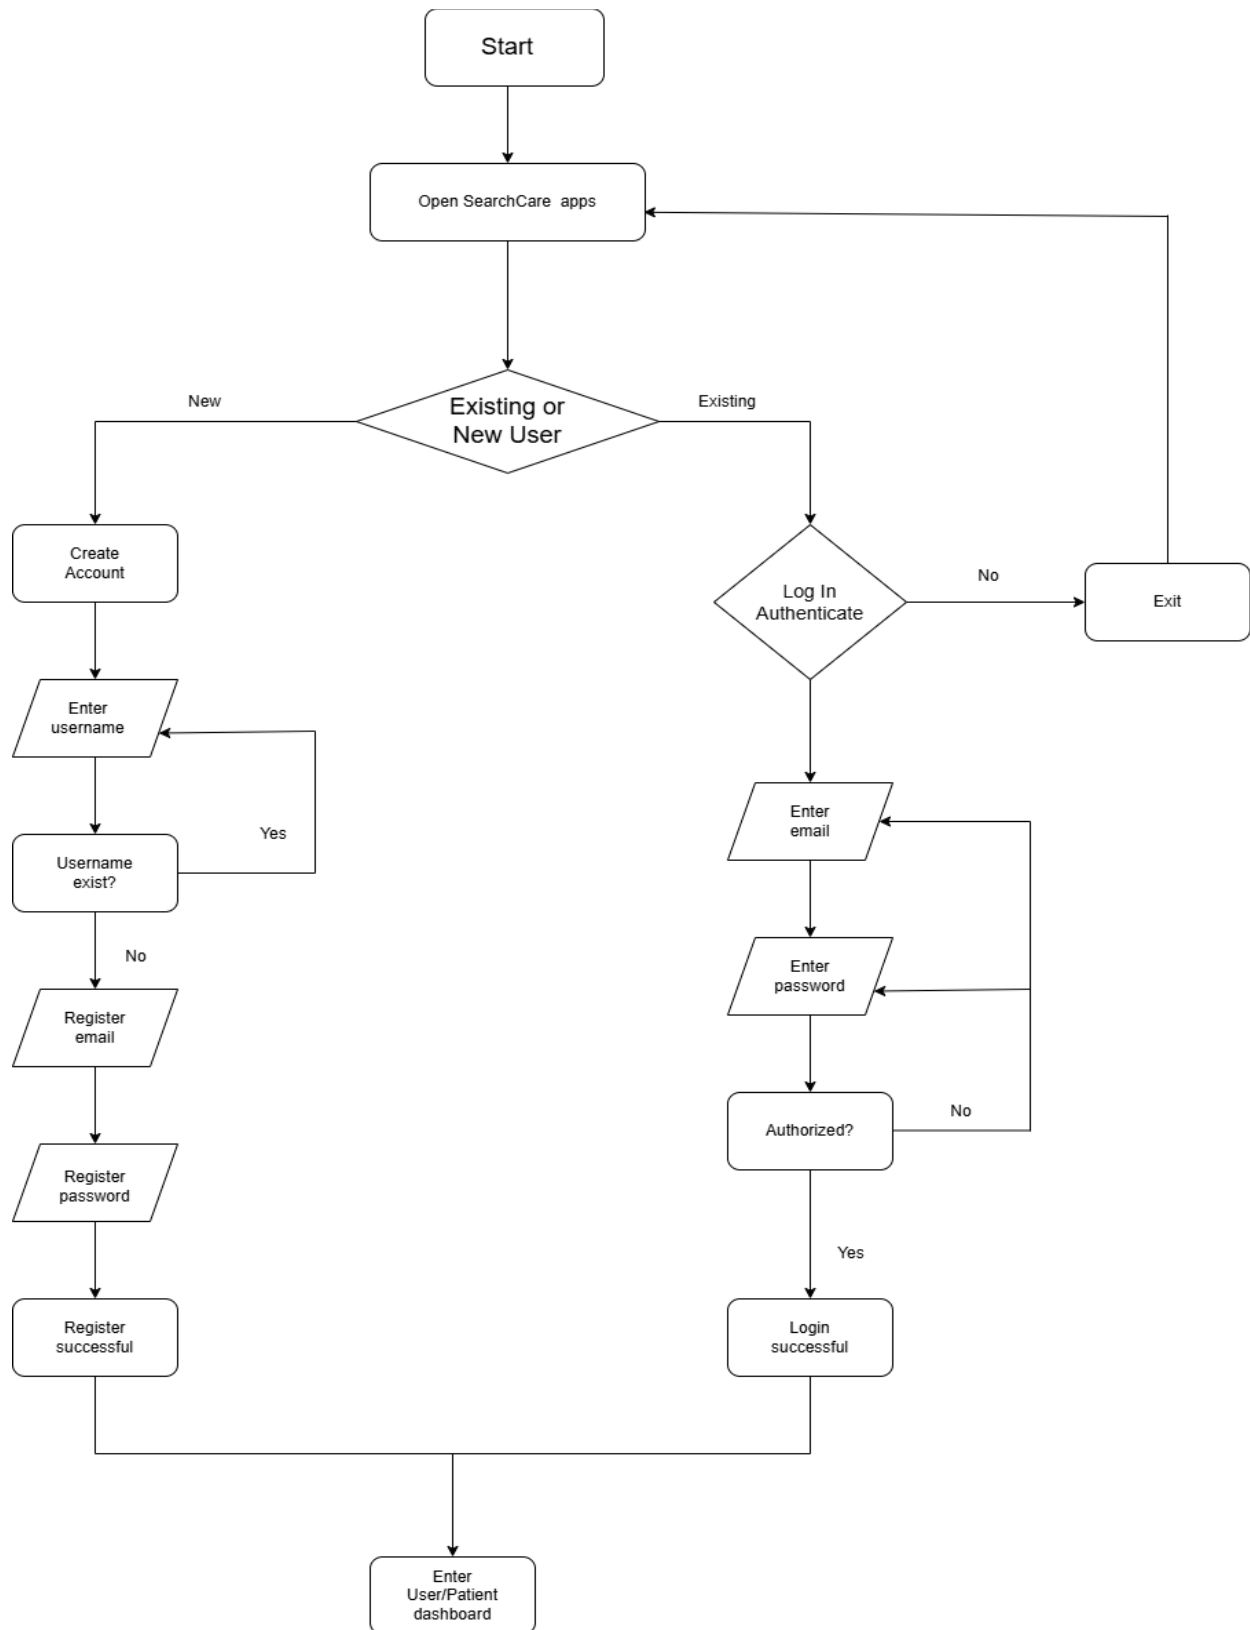 Start
Open SearchCare  apps
New
Existing or
New User
Existing
Create
Account
Log In
Authenticate
No
Exit
Enter
username
Yes
Username
exist?
No
Register
email
Register
password
Register
successful
Enter
email
Enter
password
Authorized?
No
Yes
Login
successful
Enter
User/Patient
dashboard